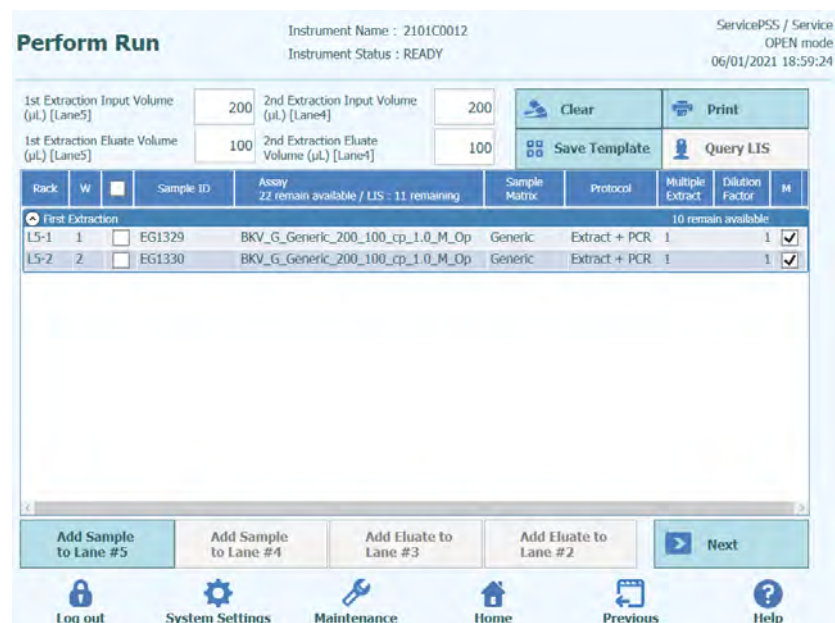 Perform Run
Instrument Name : 2101C0012
Instrument Status : READY
ServicePSS / Service
OPEN mode
06/01/2021 18:59:24
1st Extraction Input Volume
(µL) [Lane5]
200
2nd Extraction Input Volume
(µL) [Lane4]
200
Clear
Print
1st Extraction Eluate Volume
(µL) [Lane5]
100
2nd Extraction Eluate
Volume (µL) [Lane4]
100
Save Template
Query LIS
Rack W Sample ID Assay
22 remain available / LIS : 11 remaining Sample
Matrix Protocol Multiple
Extract Dilution
Factor M
First Extraction 10 remain available
L5-1 1 EG1329 BKV_G_Generic_200_100_cp_1.0_M_Op Generic Extract + PCR 1 1
L5-2 2 EG1330 BKV_G_Generic_200_100_cp_1.0_M_Op Generic Extract + PCR 1 1
Add Sample
to Lane #5
Add Sample
to Lane #4
Add Eluate to
Lane #3
Add Eluate to
Lane #2
Next
Log out System Settings Maintenance Home Previous Help